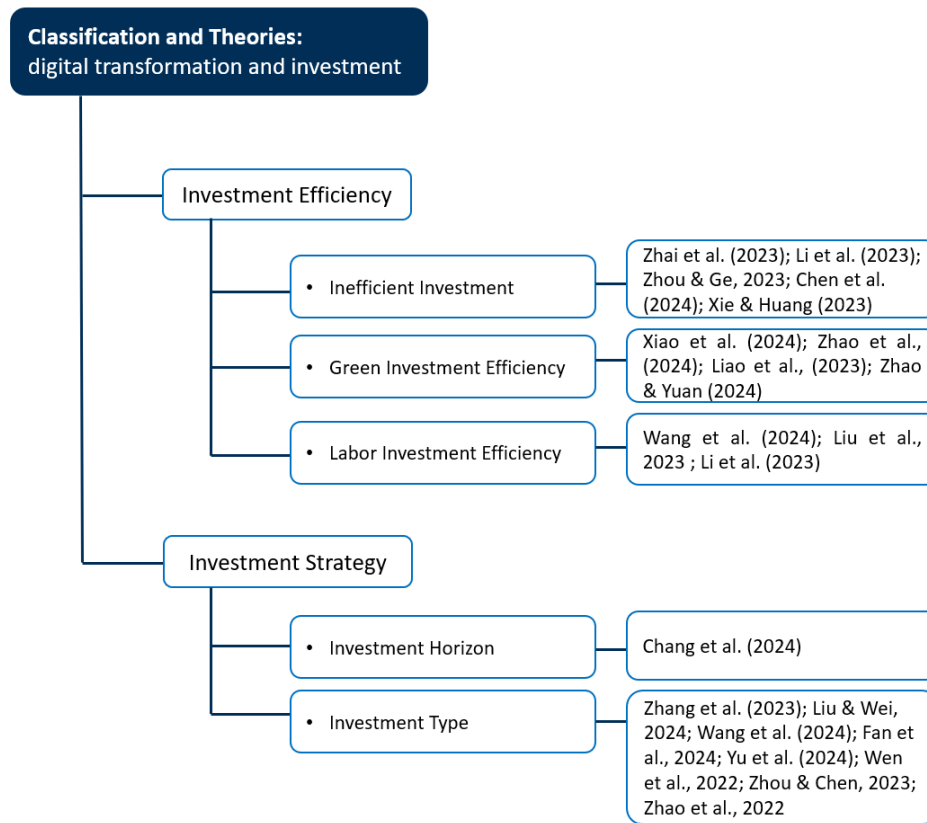 Classification and Theories:
digital transformation and investment
Investment Efficiency
• Inefficient Investment
Zhai et al. (2023); Li et al. (2023);
Zhou & Ge, 2023; Chen et al.
(2024); Xie & Huang (2023)
• Green Investment Efficiency
Xiao et al. (2024); Zhao et al.,
(2024); Liao et al., (2023); Zhao
& Yuan (2024)
• Labor Investment Efficiency
Wang et al. (2024); Liu et al.,
2023 ; Li et al. (2023)
Investment Strategy
• Investment Horizon
Chang et al. (2024)
• Investment Type
Zhang et al. (2023); Liu & Wei,
2024; Wang et al. (2024); Fan et
al., 2024; Yu et al. (2024); Wen
et al., 2022; Zhou & Chen, 2023;
Zhao et al., 2022